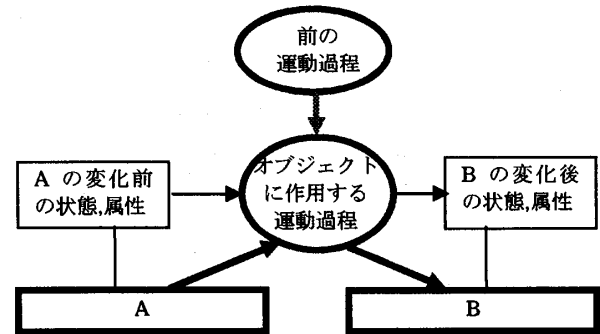 前の
運動過程
オブジェクト
に作用する
運動過程
A の変化前
の状態,属性
B の変化後
の状態,属性
A
B